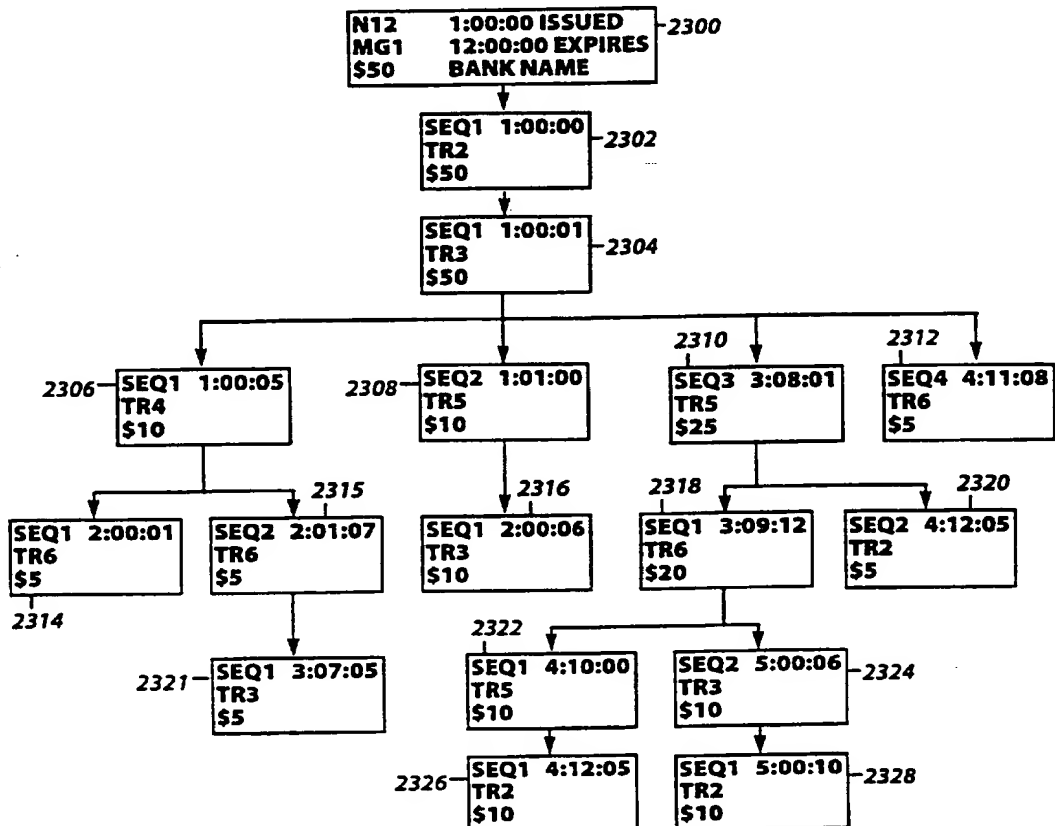 N12 1:00:00 ISSUED
MG1 12:00:00 EXPIRES
$50 BANK NAME
2300
SEQ1 1:00:00
TR2
$50
2302
SEQ1 1:00:01
TR3
$50
2304
2306
SEQ1 1:00:05
TR4
$10
2308
SEQ2 1:01:00
TR5
$10
2310
SEQ3 3:08:01
TR5
$25
2312
SEQ4 4:11:08
TR6
$5
SEQ1 2:00:01
TR6
$5
2314
2315
SEQ2 2:01:07
TR6
$5
2316
SEQ1 2:00:06
TR3
$10
2318
SEQ1 3:09:12
TR6
$20
2320
SEQ2 4:12:05
TR2
$5
2321
SEQ1 3:07:05
TR3
$5
2322
SEQ1 4:10:00
TR5
$10
SEQ2 5:00:06
TR3
$10
2324
2326
SEQ1 4:12:05
TR2
$10
SEQ1 5:00:10
TR2
$10
2328